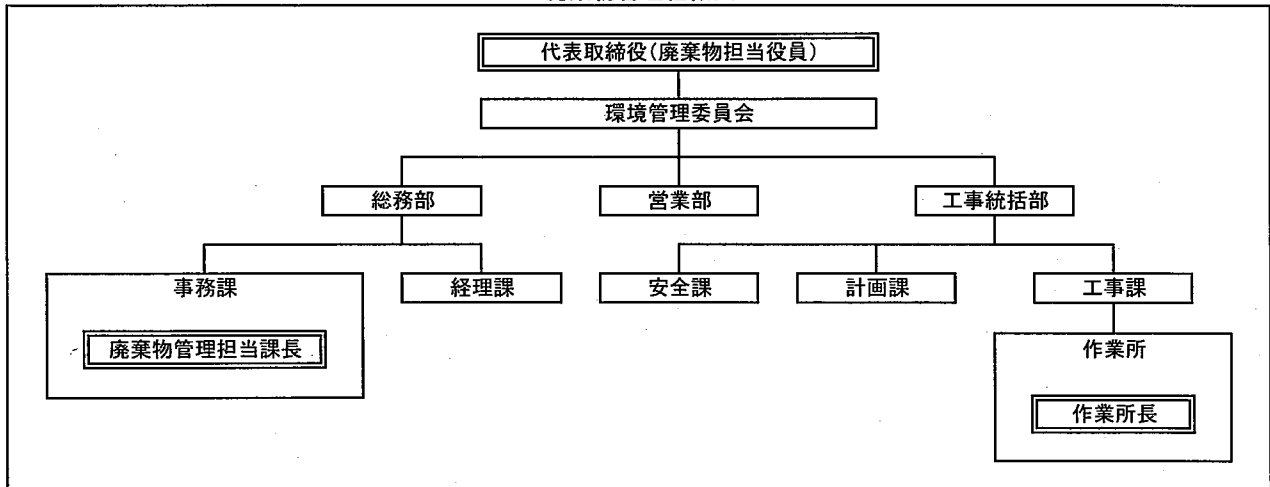 代表取締役(廃棄物担当役員)
環境管理委員会
総務部
営業部
工事統括部
事務課
経理課
安全課
計画課
工事課
廃棄物管理担当課長
作業所
作業所長